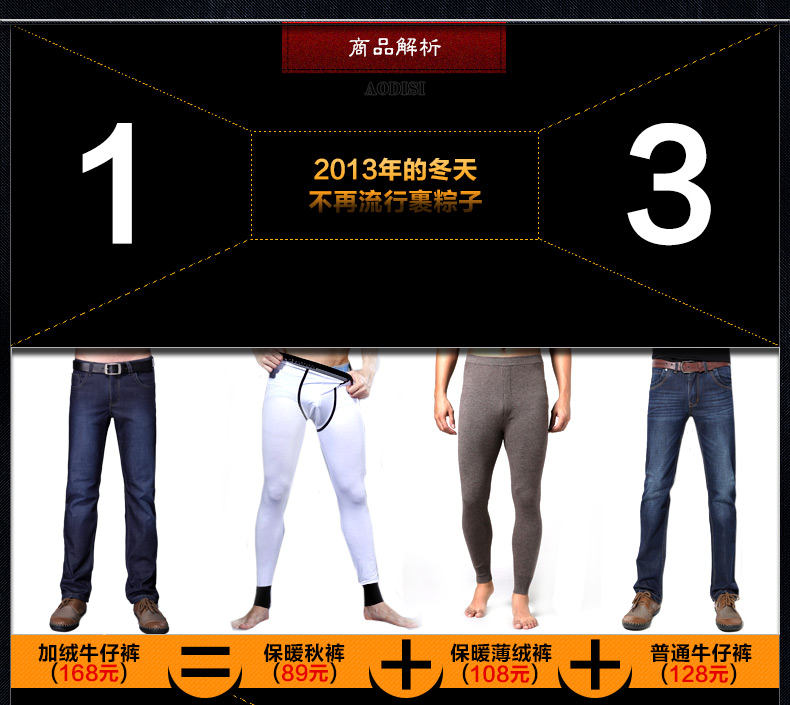 商品解析
AODISI
1
3
2013年的冬天
不再流行裹粽子
加绒牛仔裤
(168元)
=
保暖秋裤
(89元)
+
保暖薄绒裤
(108元)
+
普通牛仔裤
(128元)